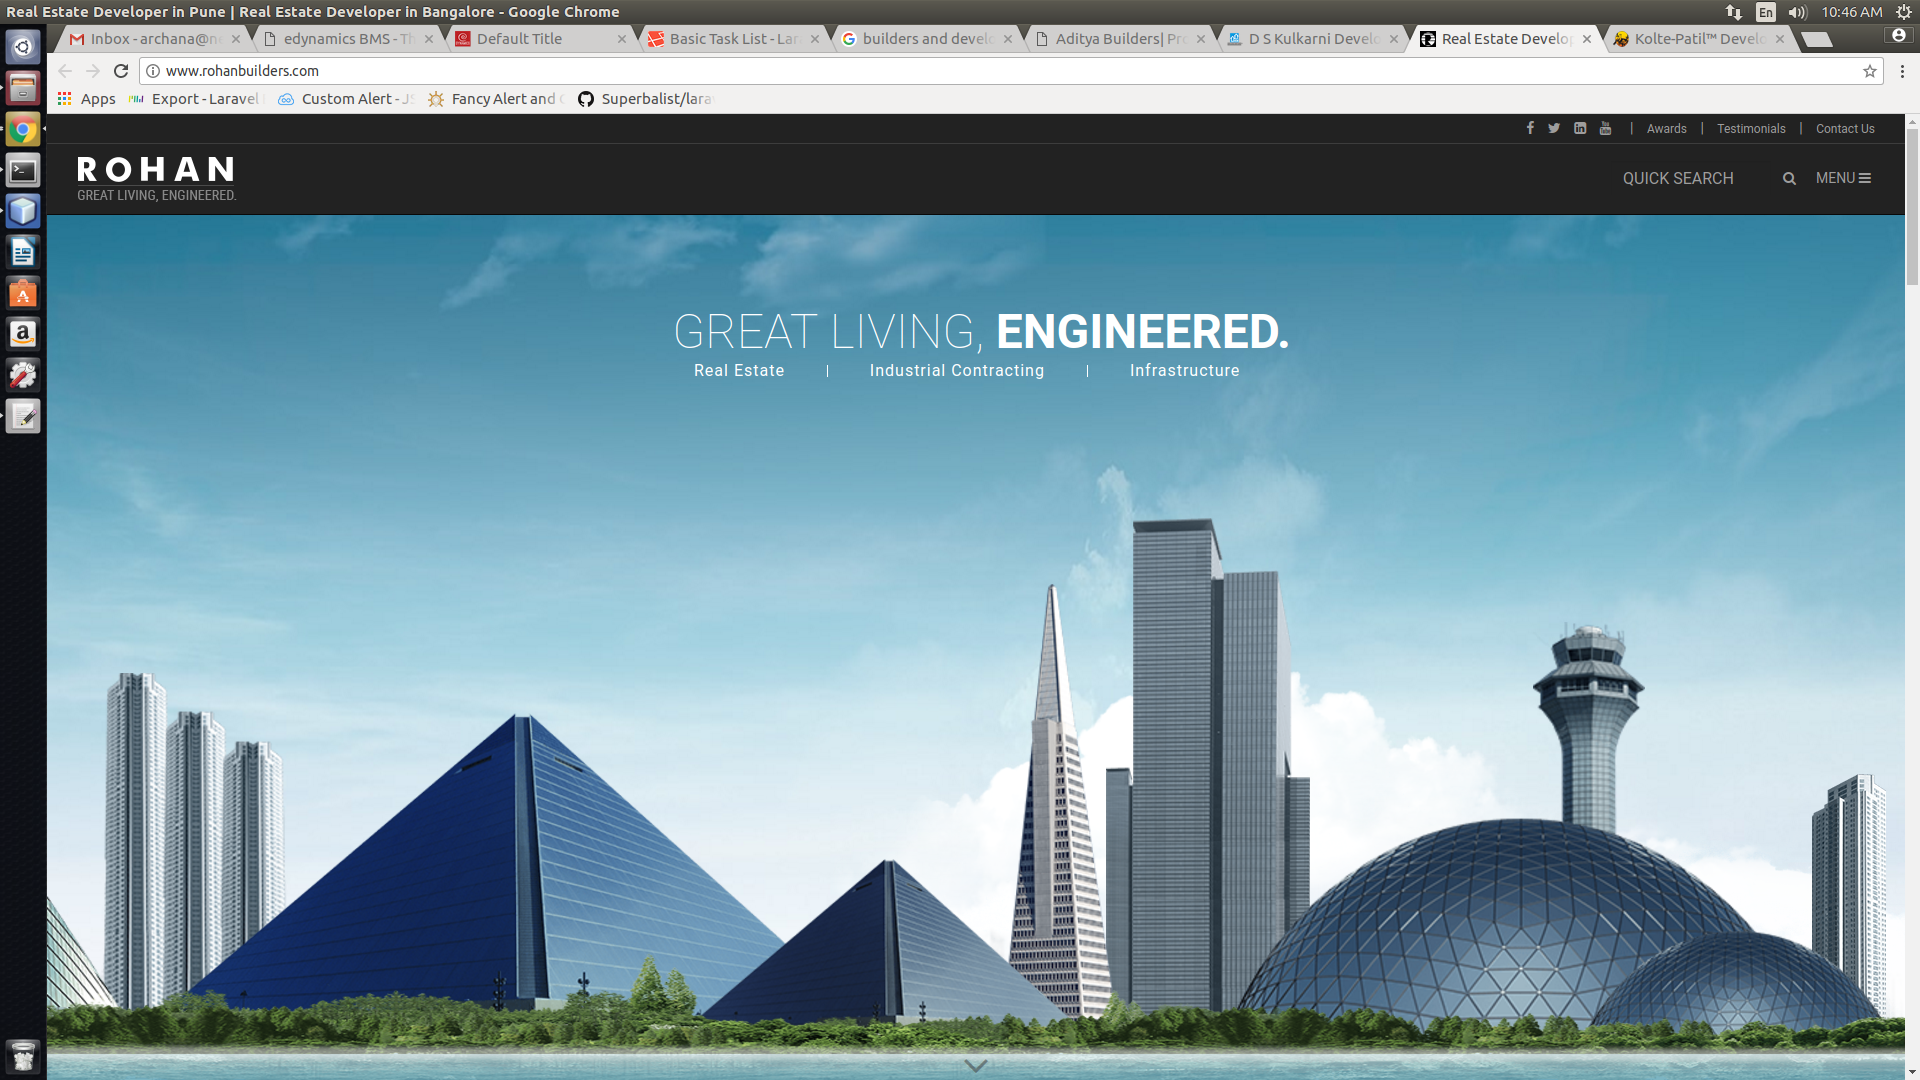 Real Estate Developer in Pune | Real Estate Developer in Bangalore - Google Chrome
En
10:46 AM
Inbox - archana@n
edynamics BMS - Th
Default Title
Basic Task List - Lar
builders and develo
Aditya Builders| Pro
D S Kulkarni Develo
Real Estate Develop
Kolte-Patil™ Develo
www.rohanbuilders.com
Apps
Export - Laravel
Custom Alert - JS
Fancy Alert and
Superbalist/lara
| Awards | Testimonials | Contact Us
ROHAN
GREAT LIVING, ENGINEERED.
QUICK SEARCH
MENU
GREAT LIVING, ENGINEERED.
Real Estate | Industrial Contracting | Infrastructure